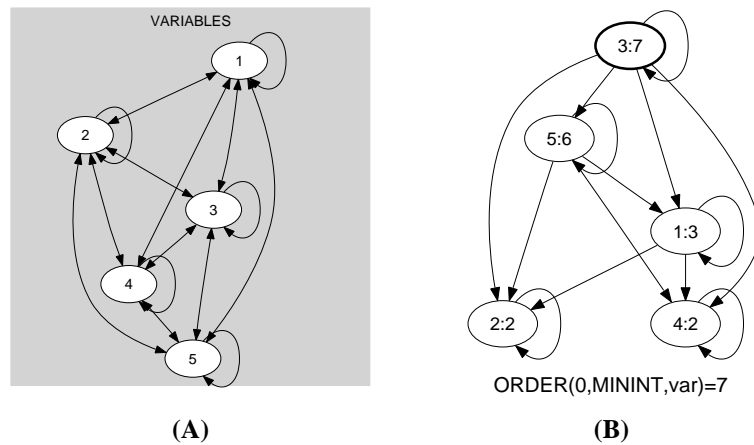 VARIABLES
1
2
3
4
5
3:7
5:6
1:3
2:2
4:2
ORDER(0,MININT,var)=7
(A)
(B)